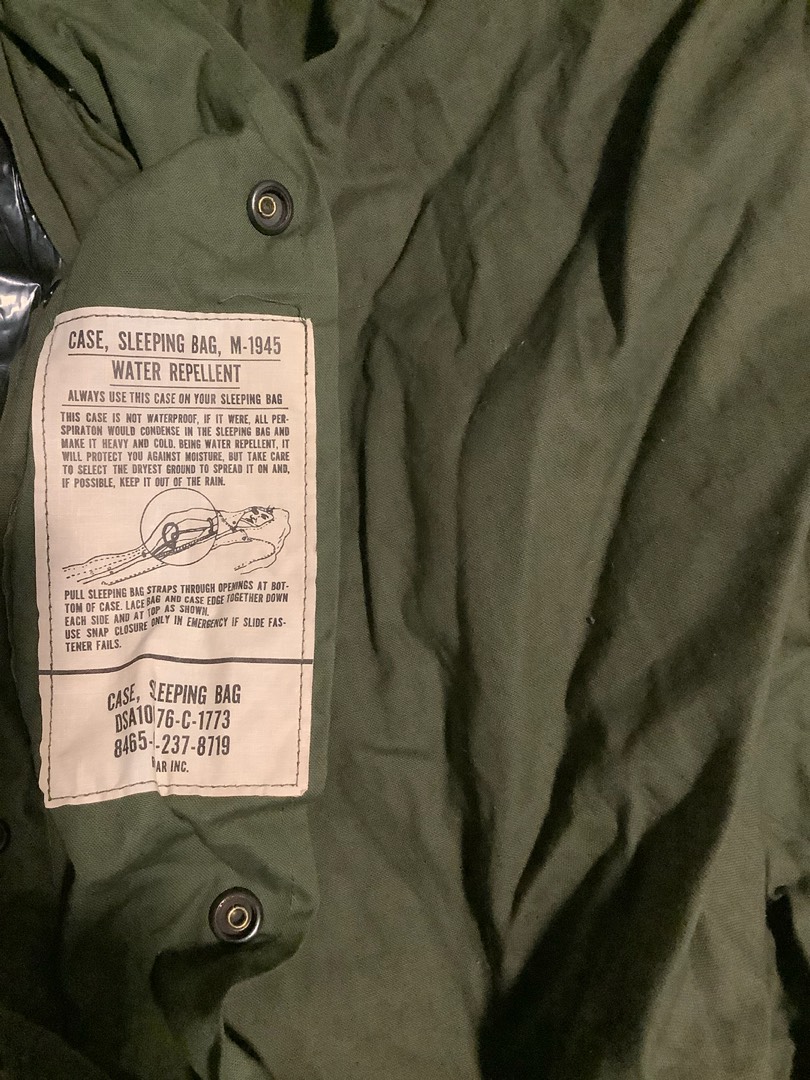 CASE, SLEEPING BAG, M-1945
WATER REPELLENT
ALWAYS USE THIS CASE ON YOUR SLEEPING BAG
THIS CASE IS NOT WATERPROOF, IF IT WERE, ALL PER-
SPIRATON WOULD CONDENSE IN THE SLEEPING BAG AND
MAKE IT HEAVY AND COLD. BEING WATER REPELLENT, IT
WILL PROTECT YOU AGAINST MOISTURE, BUT TAKE CARE
TO SELECT THE DRYEST GROUND TO SPREAD IT ON AND,
IF POSSIBLE, KEEP IT OUT OF THE RAIN.
PULL SLEEPING BAG STRAPS THROUGH OPENINGS AT BOT-
TOM OF CASE. LACE BAG AND CASE EDGE TOGETHER DOWN
EACH SIDE AND AT TOP AS SHOWN.
USE SNAP CLOSURE ONLY IN EMERGENCY IF SLIDE FAS-
TENER FAILS.
CASE, SLEEPING BAG
DSA10 76-C-1773
8465- -237-8719
INC.